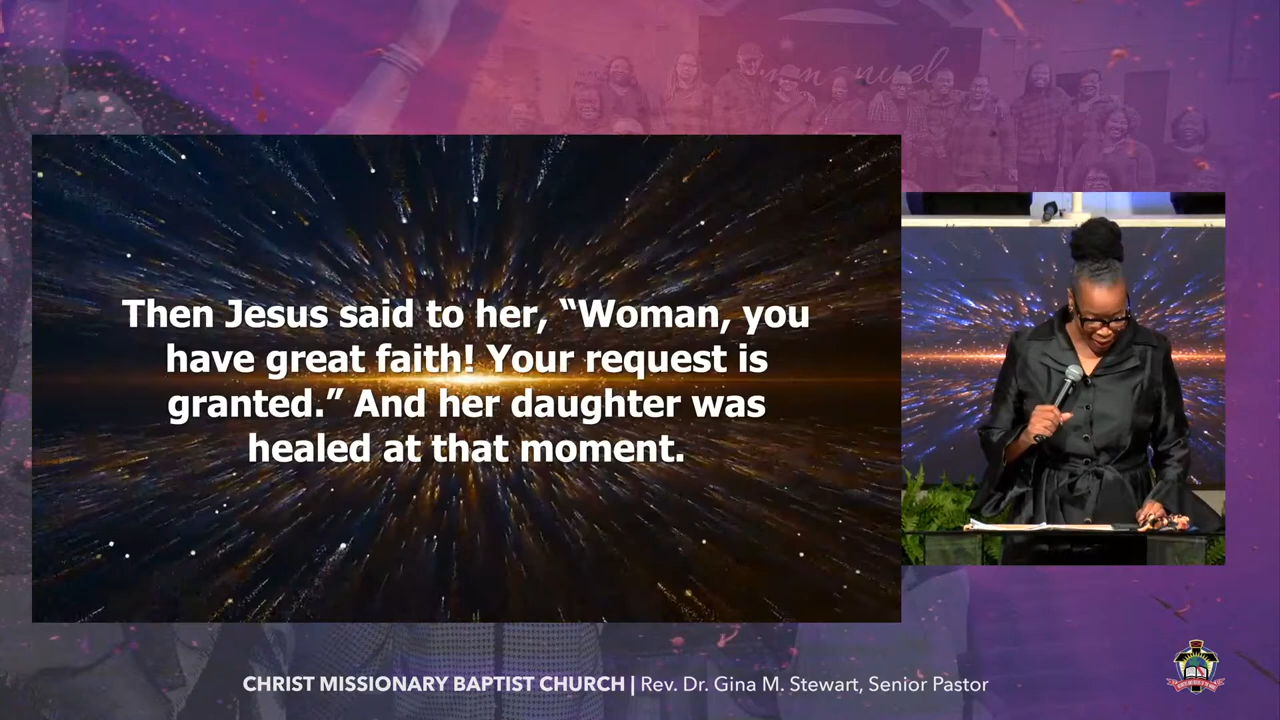 Then Jesus said to her, “Woman, you
have great faith! Your request is
granted.” And her daughter was
healed at that moment.
CHRIST MISSIONARY BAPTIST CHURCH | Rev. Dr. Gina M. Stewart, Senior Pastor